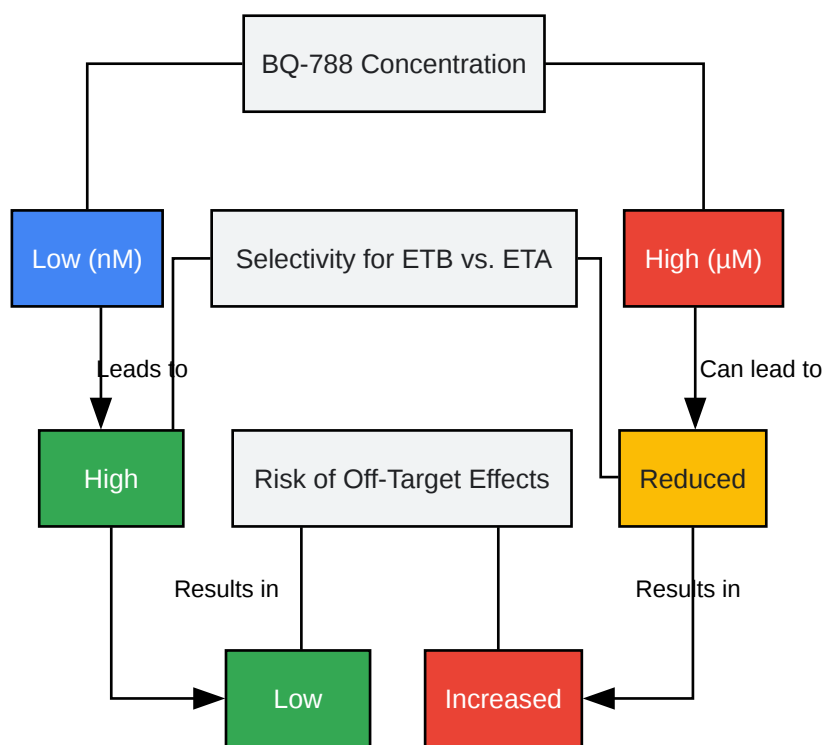 BQ-788 Concentration
Low (nM)
Selectivity for ETB vs. ETA
High (µM)
Leads to
Can lead to
High
Risk of Off-Target Effects
Reduced
Results in
Results in
Low
Increased